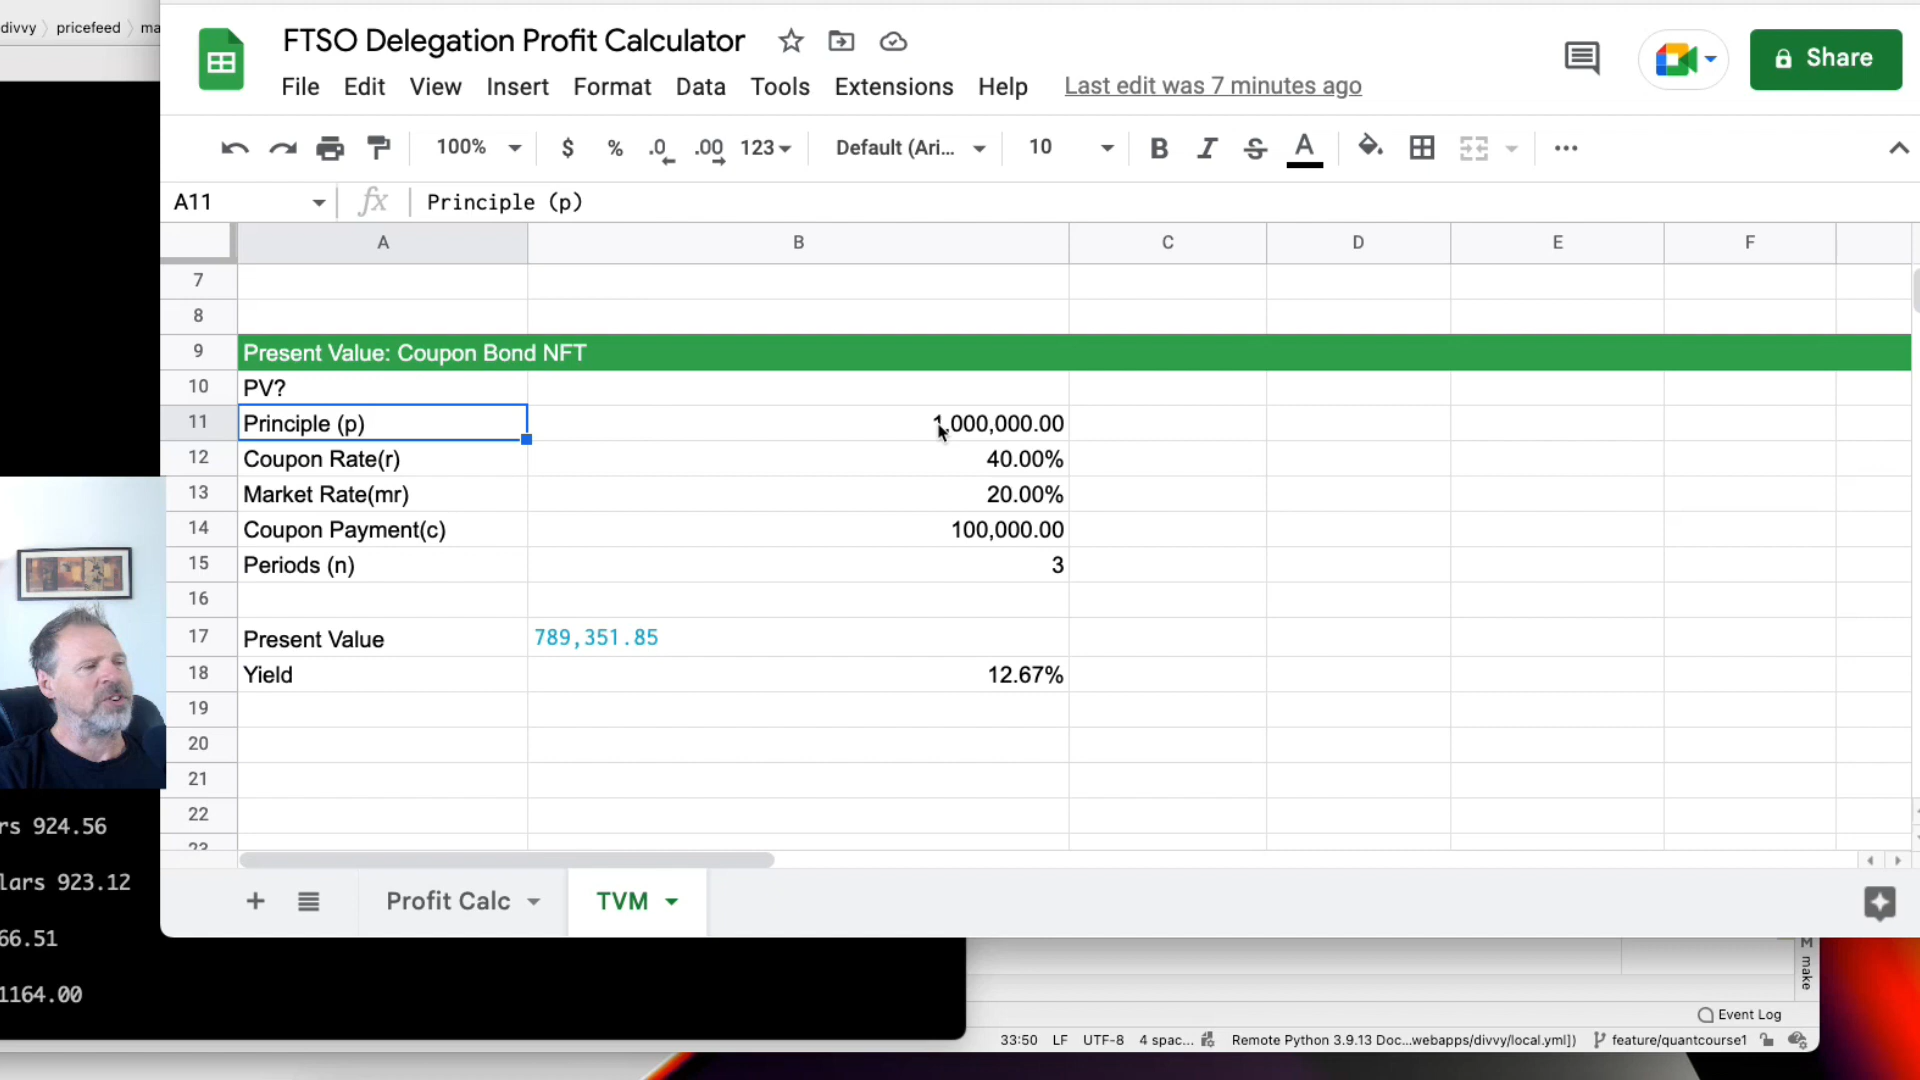 divvy 〉 pricefeed 〉 ma
FTSO Delegation Profit Calculator
File Edit View Insert Format Data Tools Extensions Help Last edit was 7 minutes ago
Share
100% $ % .0 .00 123 Default (Ari... 10 B I S A ...
A11 fx Principle (p)
A B C D E F
7
8
9 Present Value: Coupon Bond NFT
10 PV?
11 Principle (p) 1,000,000.00
12 Coupon Rate(r) 40.00%
13 Market Rate(mr) 20.00%
14 Coupon Payment(c) 100,000.00
15 Periods (n) 3
16
17 Present Value 789,351.85
18 Yield 12.67%
19
20
21
22
23
rs 924.56
lars 923.12
66.51
1164.00
+ Profit Calc TVM
M make
Event Log
33:50 LF UTF-8 4 spac... Remote Python 3.9.13 Doc...webapps/divvy/local.yml]) feature/quantcourse1